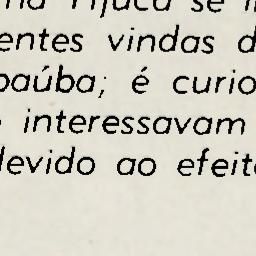 na Tijuca se
entes vindas d
paúba; é curio
interessavam
devido ao efeit